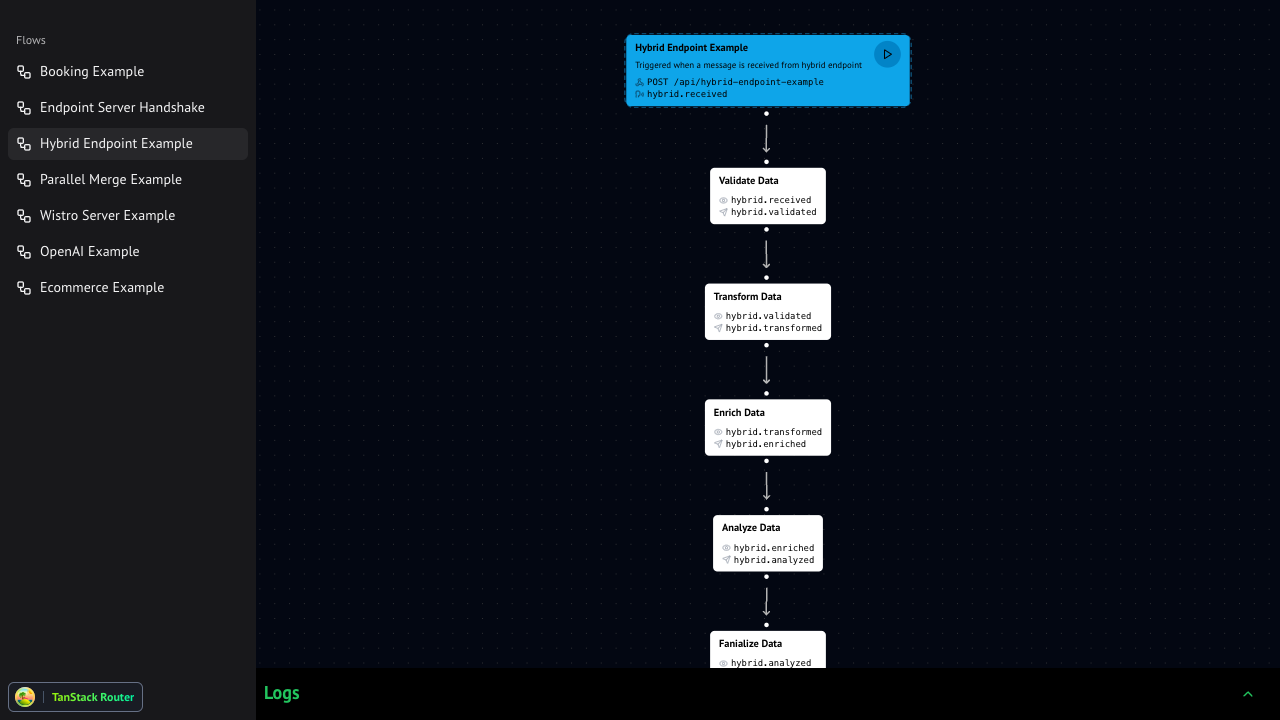 Flows
Booking Example
Endpoint Server Handshake
Hybrid Endpoint Example
Parallel Merge Example
Wistro Server Example
OpenAI Example
Ecommerce Example
TanStack Router
Hybrid Endpoint Example
Triggered when a message is received from hybrid endpoint
POST /api/hybrid-endpoint-example
hybrid.received
Validate Data
hybrid.received
hybrid.validated
Transform Data
hybrid.validated
hybrid.transformed
Enrich Data
hybrid.transformed
hybrid.enriched
Analyze Data
hybrid.enriched
hybrid.analyzed
Fanialize Data
hybrid.analyzed
Logs